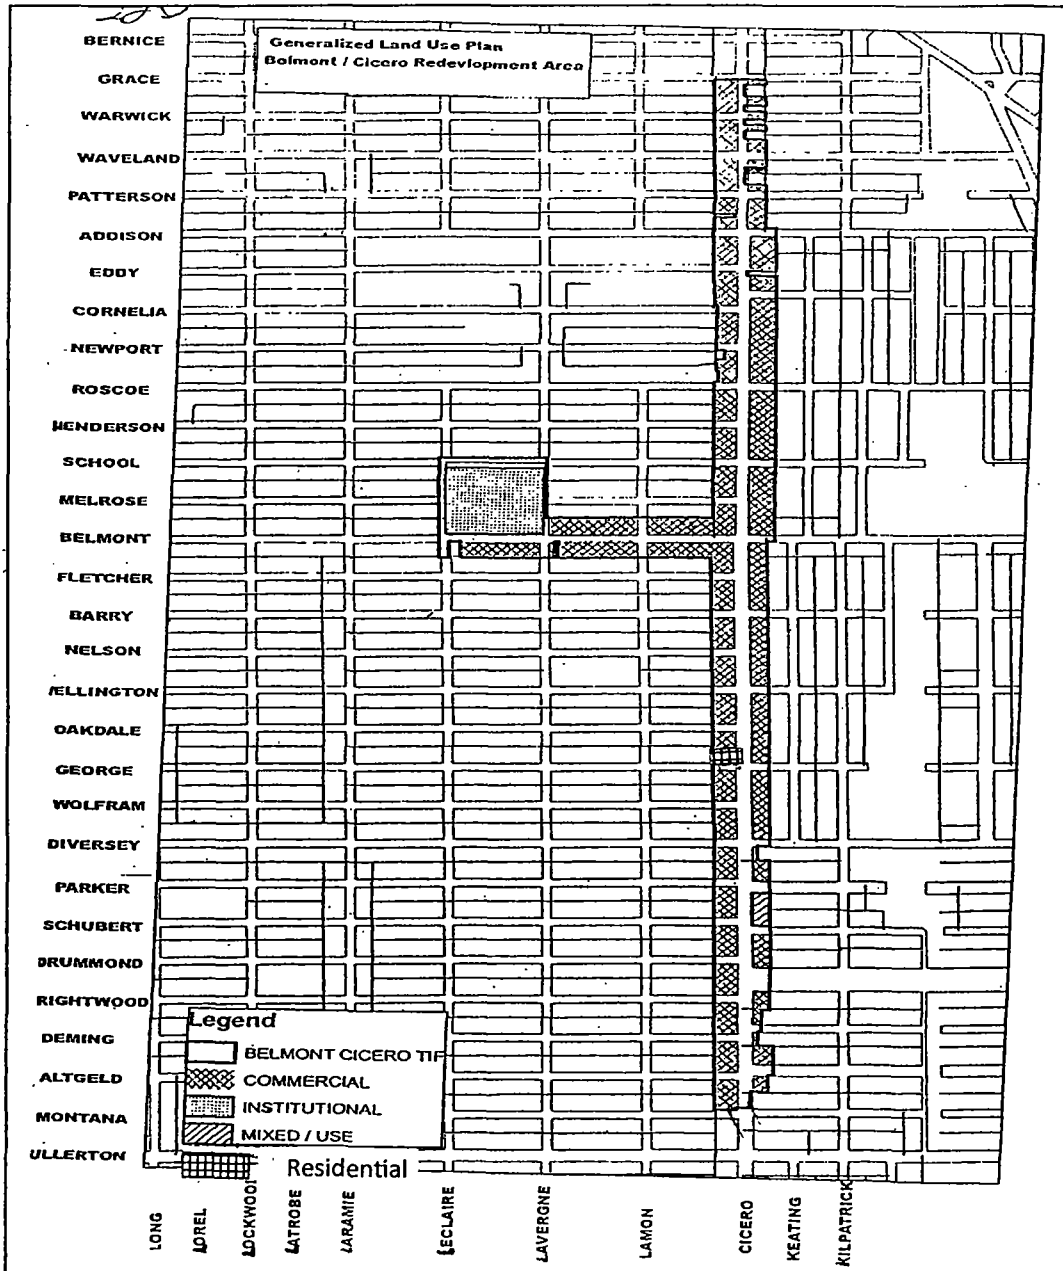 Generalized Land Use Plan
Bolmont / Cicero Redevlopment Area
BERNICE
GRACE
WARWICK
WAVELAND
PATTERSON
ADDISON
EDDY
CORNELIA
NEWPORT
ROSCOE
HENDERSON
SCHOOL
MELROSE
BELMONT
FLETCHER
BARRY
NELSON
ELLINGTON
OAKDALE
GEORGE
WOLFRAM
DIVERSEY
PARKER
SCHUBERT
DRUMMOND
RIGHTWOOD
DEMING
ALTGELD
MONTANA
ULLERTON
Legend
BELMONT CICERO TIF
COMMERCIAL
INSTITUTIONAL
MIXED / USE
Residential
LONG
LOREL
LOCKWOOD
LATROBE
LARAMIE
LECLAIRE
LAVERGNE
LAMON
CICERO
KEATING
KILPATRICK